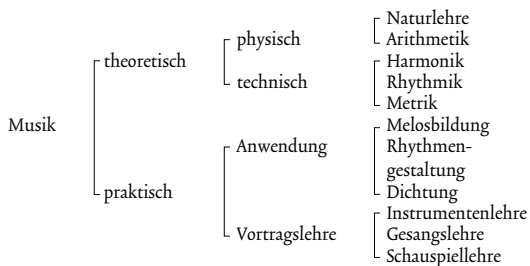 Naturlehre
physisch
Arithmetik
theoretisch
Harmonik
technisch
Rhythmik
Metrik
Musik
Melosbildung
Anwendung
Rhythmen-
gestaltung
praktisch
Dichtung
Instrumentenlehre
Vortragslehre
Gesangslehre
Schauspiellehre